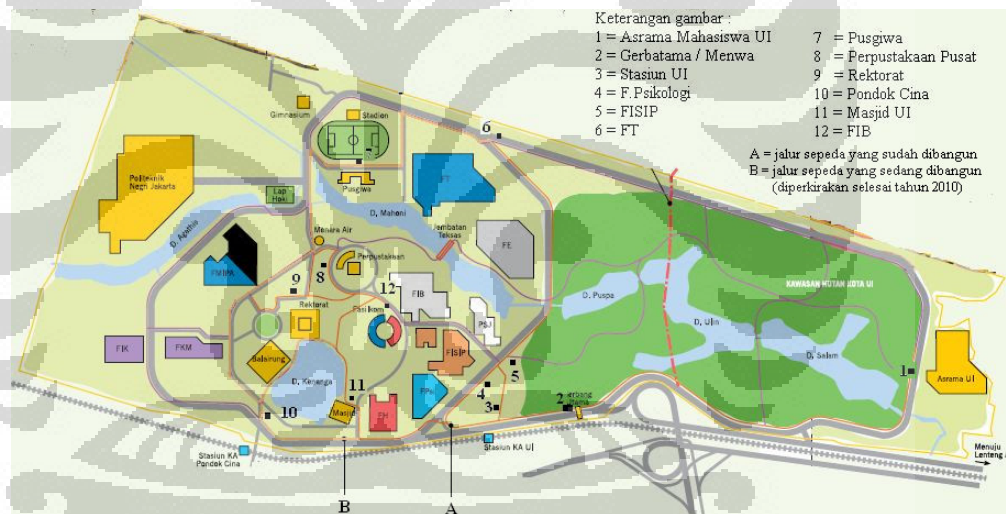 Keterangan gambar :
1 = Asrama Mahasiswa UI
2 = Gerbatama / Menwa
3 = Stasiun UI
4 = F.Psikologi
5 = FISIP
6 = FT
7 = Pusgiwa
8 = Perpustakaan Pusat
9 = Rektorat
10 = Pondok Cina
11 = Masjid UI
12 = FIB
A = jalur sepeda yang sudah dibangun
B = jalur sepeda yang sedang dibangun
(diperkirakan selesai tahun 2010)
Gimnasium
Stadion
6
Politeknik
Negri Jakarta
Pusgiwa
FT
Lap
Hoki
D. Mahoni
D. Agathis
Menara Air
Jembatan
Teksas
FE
FMIPA
8
Perpustakaan
9
12
FIB
KAWASAN HUTAN KOTA UI
D. Puspa
Rektorat
Fasilkom
PSJ
D. Ulin
FIK
FKM
Balairung
FISIP
D. Salam
5
1
Asrama UI
D. Kenanga
FPsi
4
11
3
2
10
Masjid
FH
Stasiun KA
Pondok Cina
Stasiun KA UI
Menuju
Lenteng
B
A